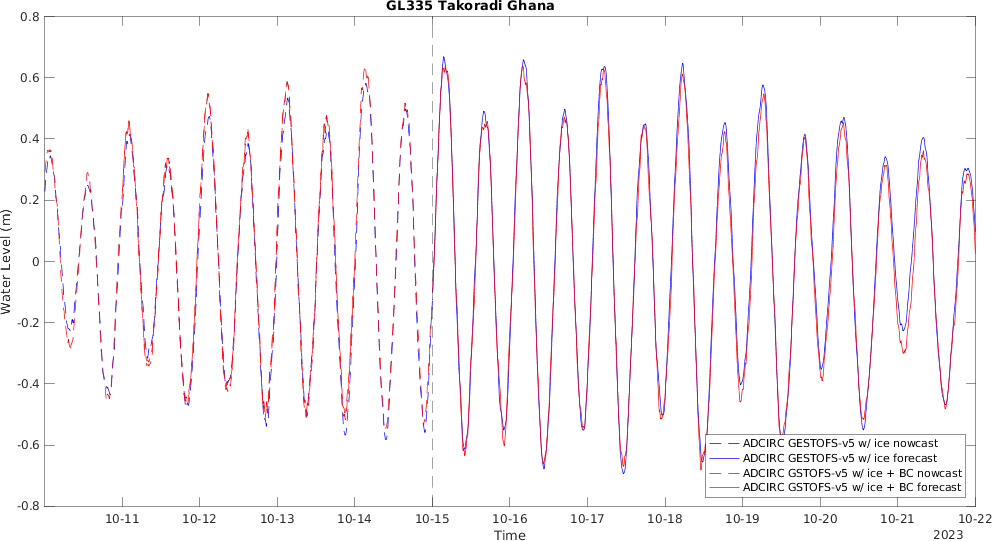 GL335 Takoradi Ghana
0.8
0.6
0.4
0.2
0
-0.2
-0.4
-0.6
-0.8
Water Level (m)
ADCIRC GESTOFS-v5 w/ ice nowcast
ADCIRC GESTOFS-v5 w/ ice forecast
ADCIRC GSTOFS-v5 w/ ice + BC nowcast
ADCIRC GSTOFS-v5 w/ ice + BC forecast
10-11 10-12 10-13 10-14 10-15 10-16 10-17 10-18 10-19 10-20 10-21 10-22
Time
2023